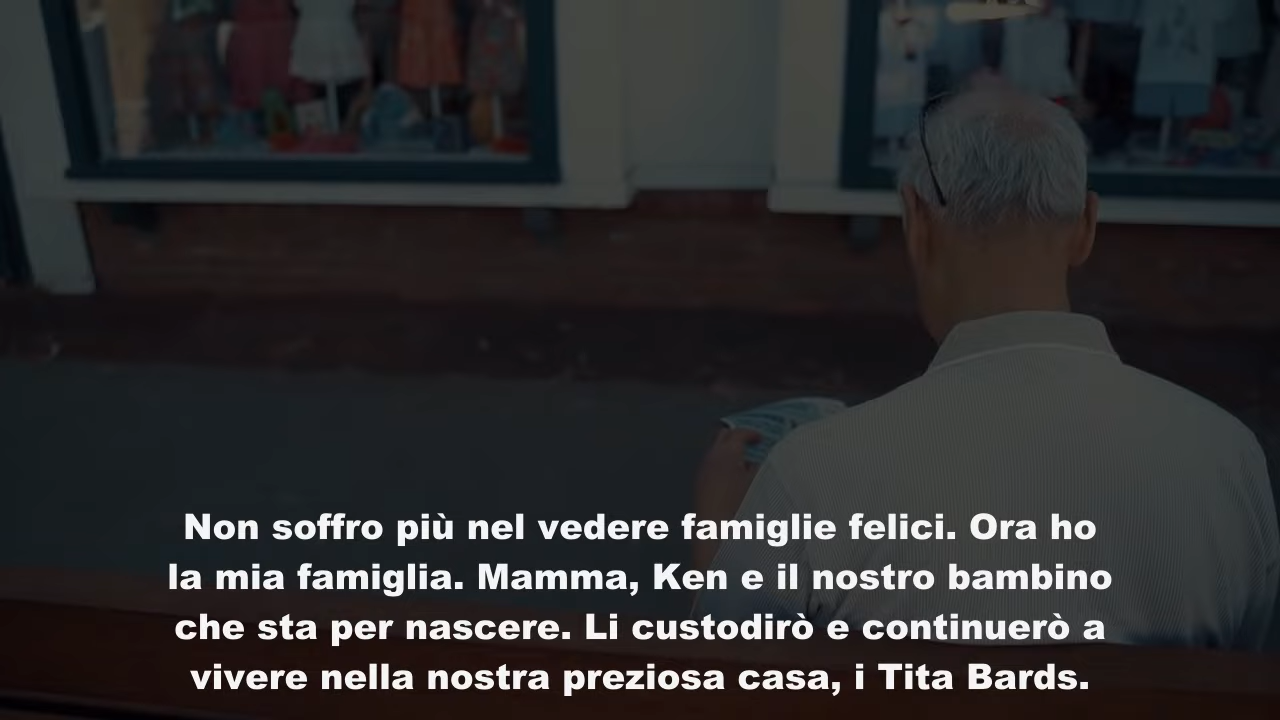 Non soffro più nel vedere famiglie felici. Ora ho
la mia famiglia. Mamma, Ken e il nostro bambino
che sta per nascere. Li custodirò e continuerò a
vivere nella nostra preziosa casa, i Tita Bards.